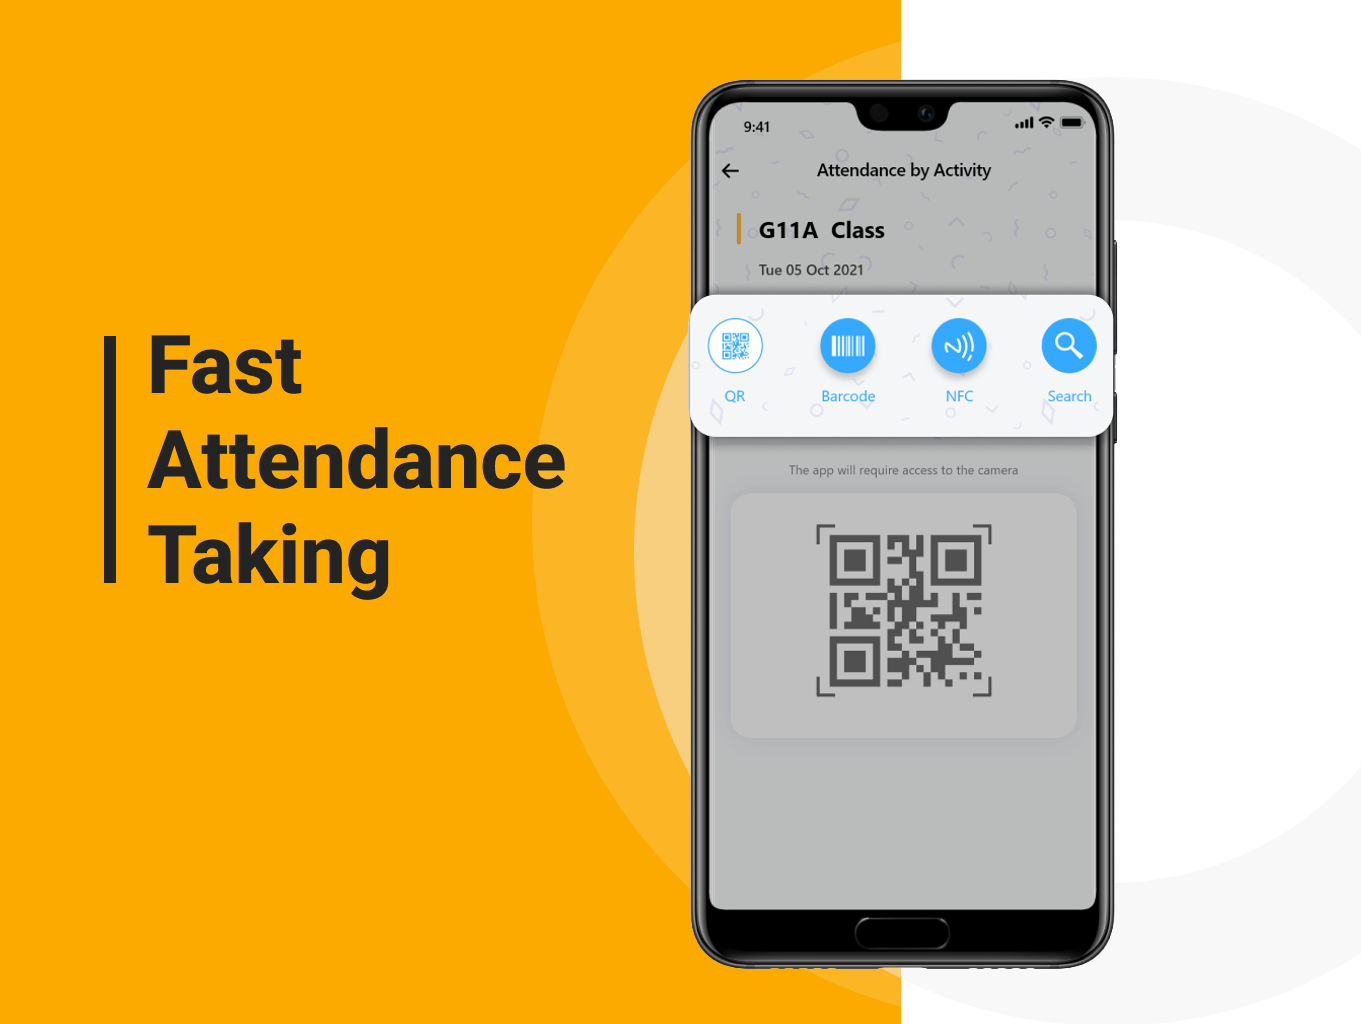 Fast
Attendance
Taking
9:41
Attendance by Activity
G11A Class
Tue 05 Oct 2021
QR Barcode NFC Search
The app will require access to the camera